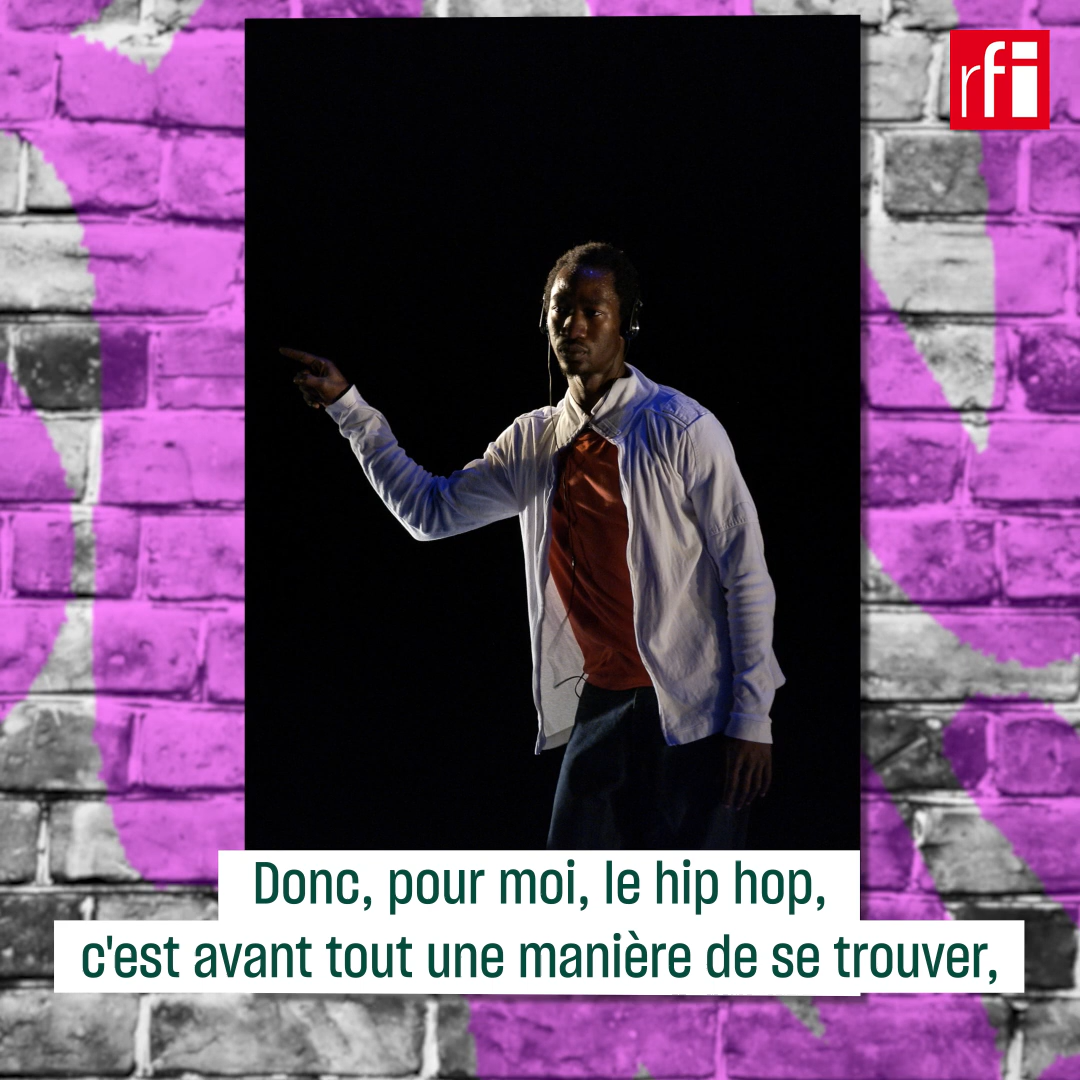 rfi
Donc, pour moi, le hip hop,
c'est avant tout une manière de se trouver,